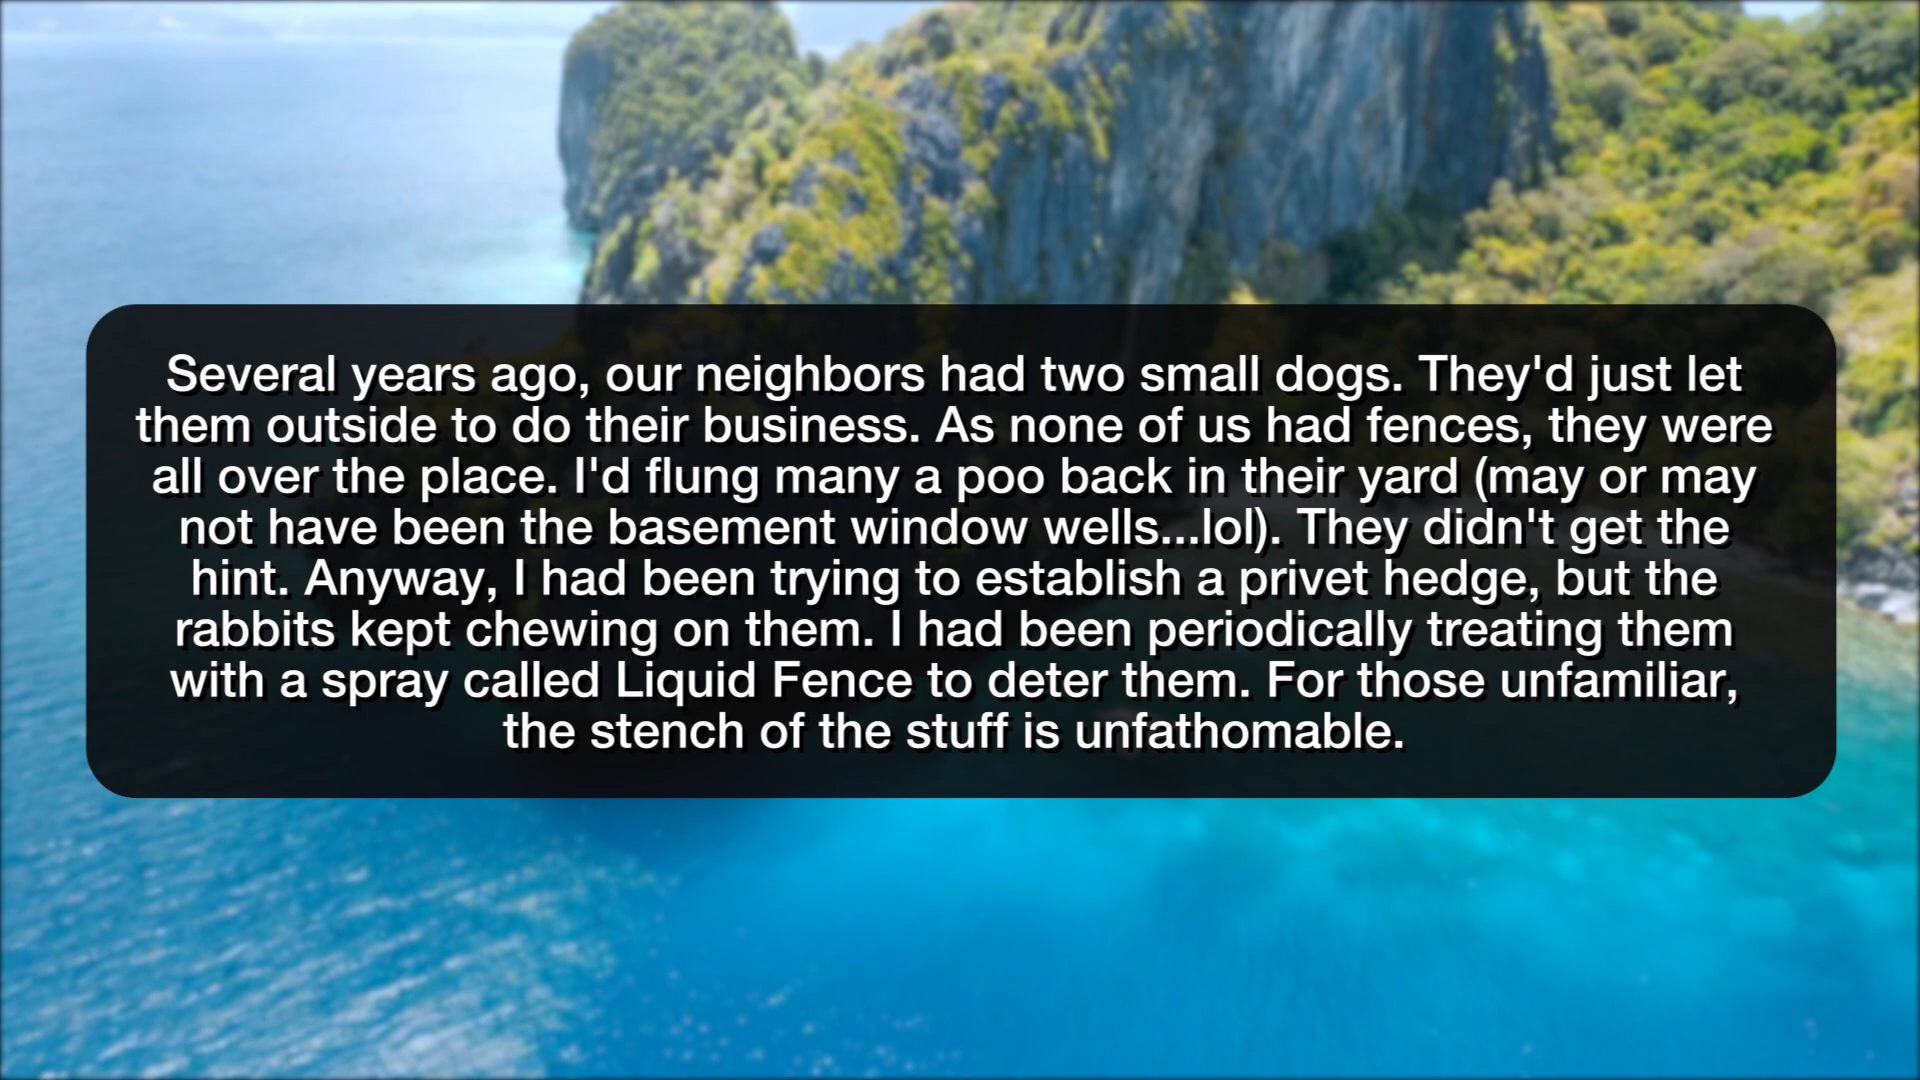 Several years ago, our neighbors had two small dogs. They'd just let
them outside to do their business. As none of us had fences, they were
all over the place. I'd flung many a poo back in their yard (may or may
not have been the basement window wells...lol). They didn't get the
hint. Anyway, I had been trying to establish a privet hedge, but the
rabbits kept chewing on them. I had been periodically treating them
with a spray called Liquid Fence to deter them. For those unfamiliar,
the stench of the stuff is unfathomable.